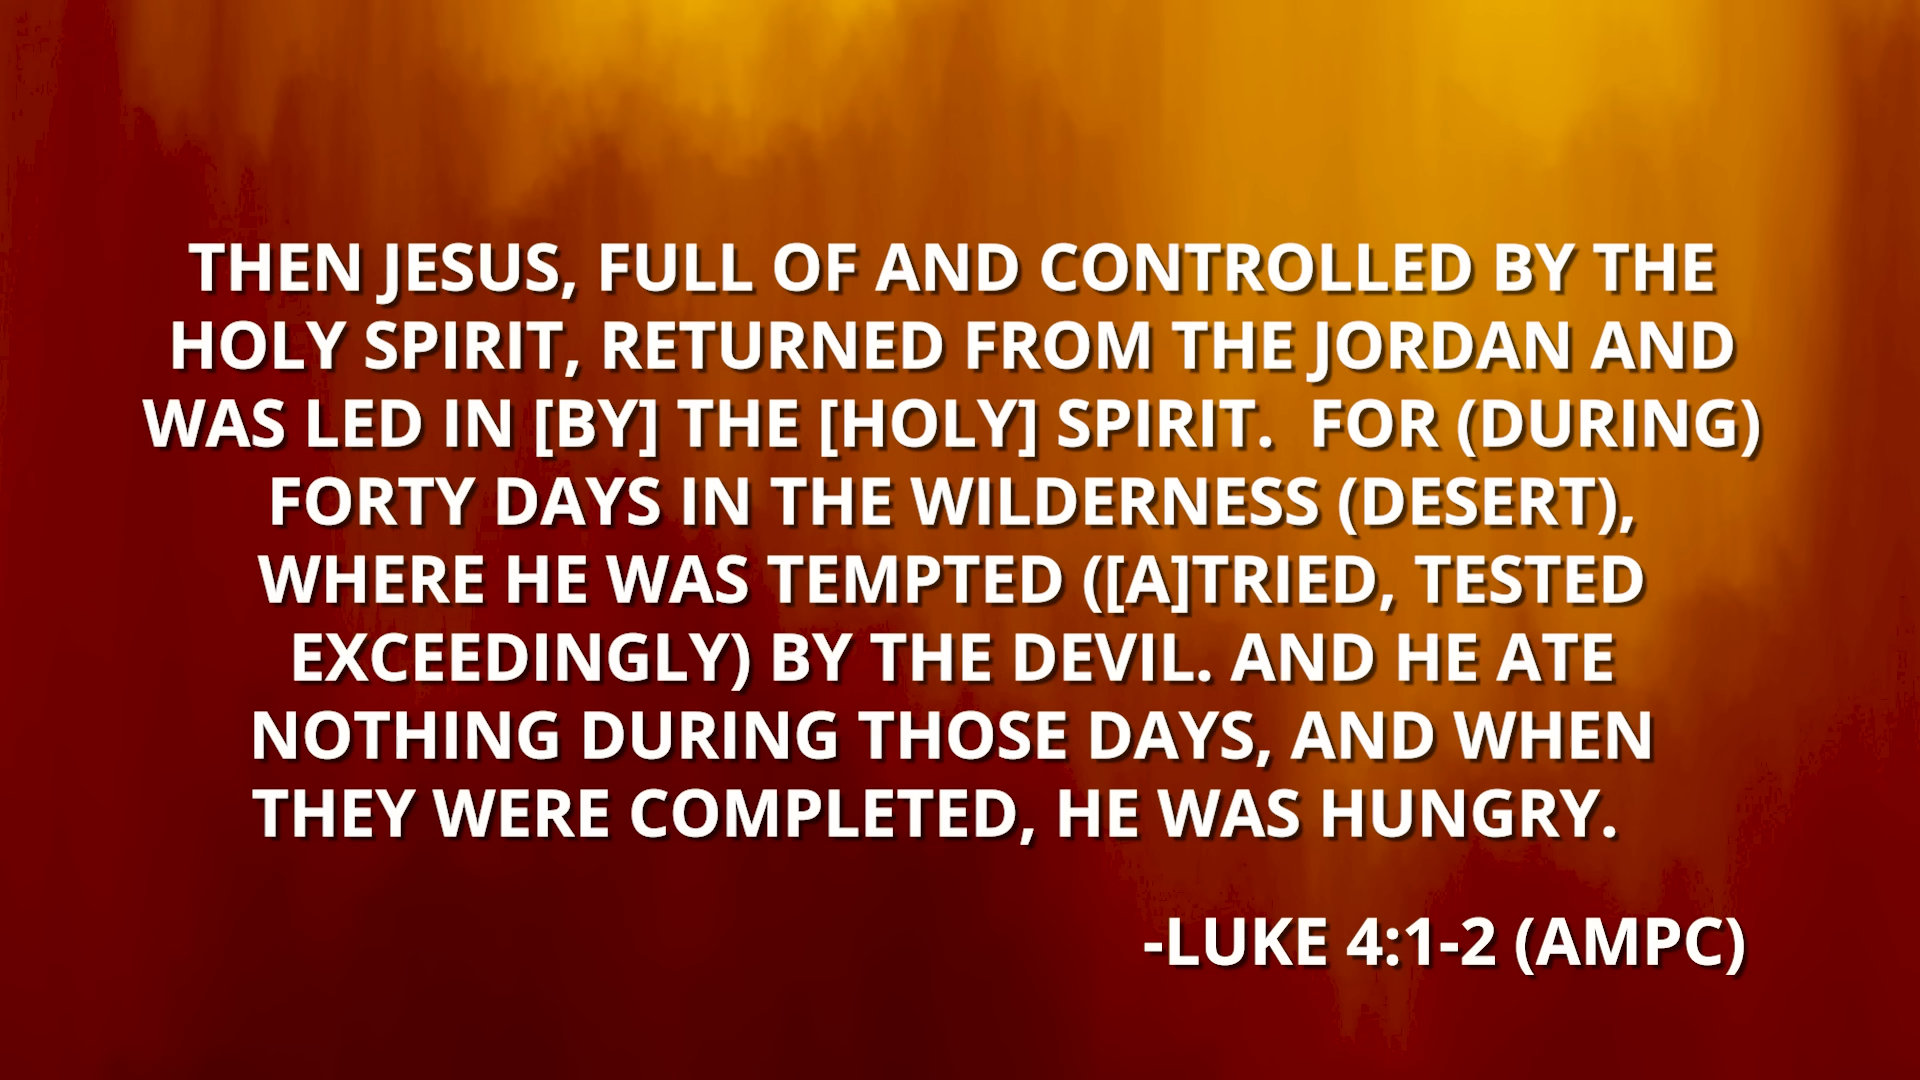 THEN JESUS, FULL OF AND CONTROLLED BY THE
HOLY SPIRIT, RETURNED FROM THE JORDAN AND
WAS LED IN [BY] THE [HOLY] SPIRIT.  FOR (DURING)
FORTY DAYS IN THE WILDERNESS (DESERT),
WHERE HE WAS TEMPTED ([A]TRIED, TESTED
EXCEEDINGLY) BY THE DEVIL. AND HE ATE
NOTHING DURING THOSE DAYS, AND WHEN
THEY WERE COMPLETED, HE WAS HUNGRY.
-LUKE 4:1-2 (AMPC)